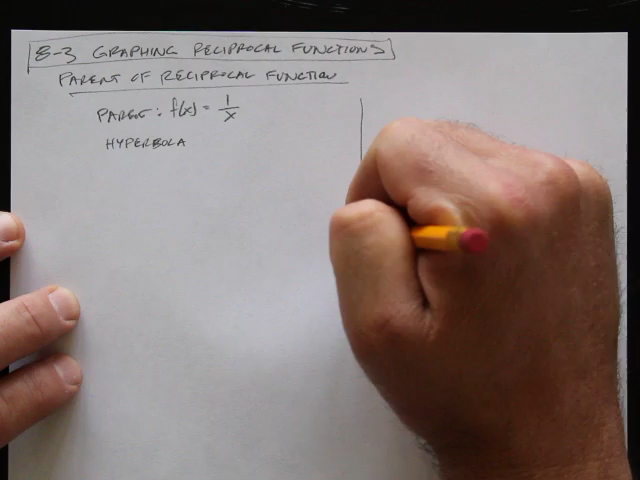 8-3 GRAPHING RECIPROCAL FUNCTIONS
PARENT OF RECIPROCAL FUNCTION
PARENT: f(x) = 1/x
HYPERBOLA